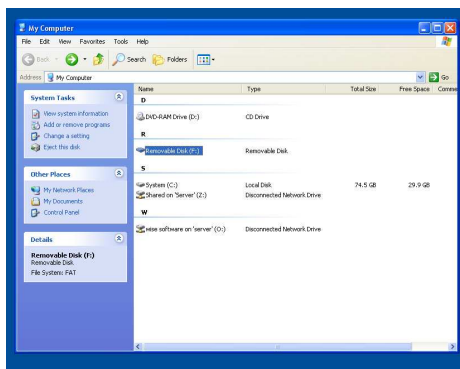 My Computer
File Edit View Favorites Tools Help
Back Search Folders
Address My Computer Go
Name Type Total Size Free Space Comme
System Tasks
View system information
Add or remove programs
Change a setting
Eject this disk
Other Places
My Network Places
My Documents
Control Panel
Details
Removable Disk (F:)
Removable Disk
File System: FAT
D
DVD-RAM Drive (D:) CD Drive
R
Removable Disk (F:) Removable Disk
S
System (C:) Local Disk 74.5 GB 29.9 GB
Shared on 'Server' (Z:) Disconnected Network Drive
W
wise software on 'server' (O:) Disconnected Network Drive